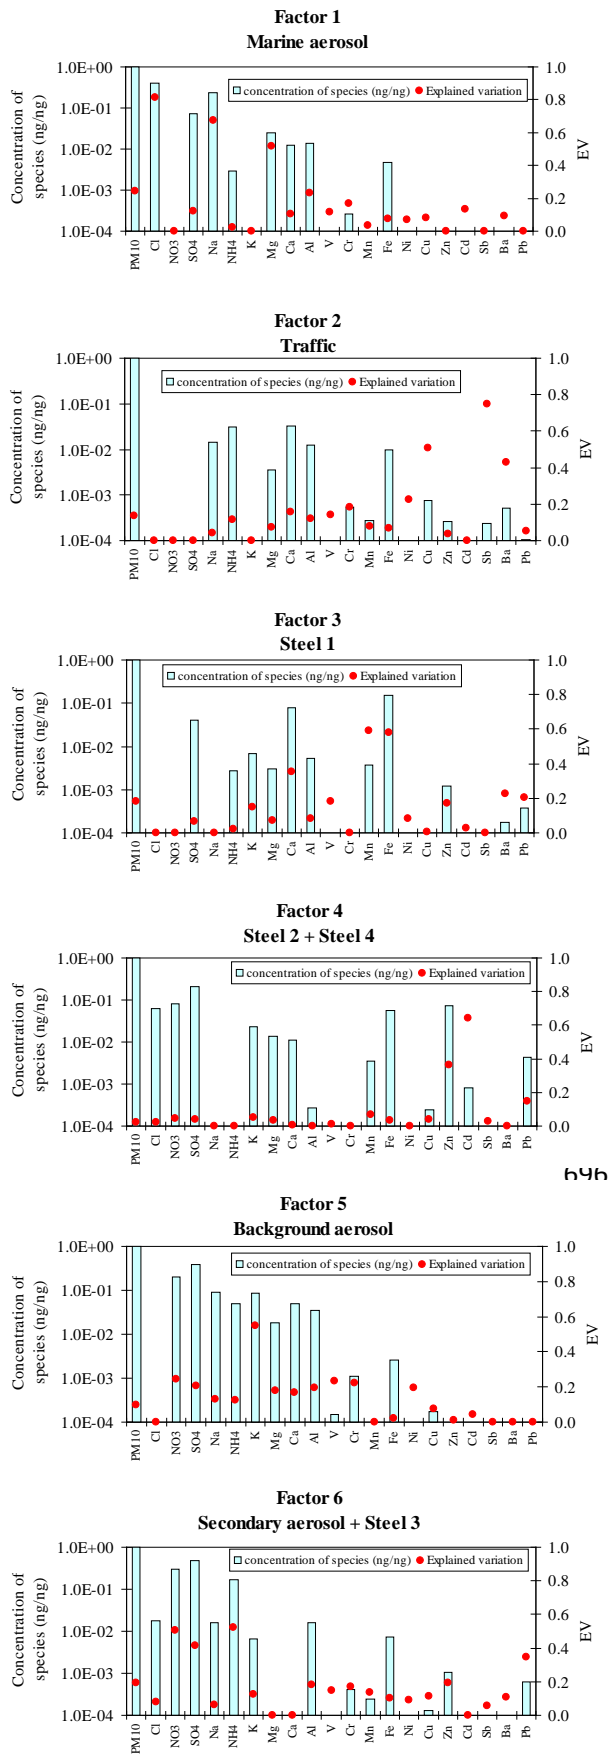 Factor 1
Marine aerosol
Concentration of
species (ng/ng)
1.0E+00
1.0E-01
1.0E-02
1.0E-03
1.0E-04
concentration of species (ng/ng) Explained variation
1.0
0.8
0.6
0.4
0.2
0.0
EV
PM10 Cl NO3 SO4 Na NH4 K Mg Ca Al V Cr Mn Fe Ni Cu Zn Cd Sb Ba Pb
Factor 2
Traffic
Concentration of
species (ng/ng)
1.0E+00
1.0E-01
1.0E-02
1.0E-03
1.0E-04
concentration of species (ng/ng) Explained variation
1.0
0.8
0.6
0.4
0.2
0.0
EV
PM10 Cl NO3 SO4 Na NH4 K Mg Ca Al V Cr Mn Fe Ni Cu Zn Cd Sb Ba Pb
Factor 3
Steel 1
Concentration of
species (ng/ng)
1.0E+00
1.0E-01
1.0E-02
1.0E-03
1.0E-04
concentration of species (ng/ng) Explained variation
1.0
0.8
0.6
0.4
0.2
0.0
EV
PM10 Cl NO3 SO4 Na NH4 K Mg Ca Al V Cr Mn Fe Ni Cu Zn Cd Sb Ba Pb
Factor 4
Steel 2 + Steel 4
Concentration of
species (ng/ng)
1.0E+00
1.0E-01
1.0E-02
1.0E-03
1.0E-04
concentration of species (ng/ng) Explained variation
1.0
0.8
0.6
0.4
0.2
0.0
EV
PM10 Cl NO3 SO4 Na NH4 K Mg Ca Al V Cr Mn Fe Ni Cu Zn Cd Sb Ba Pb
696
Factor 5
Background aerosol
Concentration of
species (ng/ng)
1.0E+00
1.0E-01
1.0E-02
1.0E-03
1.0E-04
concentration of species (ng/ng) Explained variation
1.0
0.8
0.6
0.4
0.2
0.0
EV
PM10 Cl NO3 SO4 Na NH4 K Mg Ca Al V Cr Mn Fe Ni Cu Zn Cd Sb Ba Pb
Factor 6
Secondary aerosol + Steel 3
Concentration of
species (ng/ng)
1.0E+00
1.0E-01
1.0E-02
1.0E-03
1.0E-04
concentration of species (ng/ng) Explained variation
1.0
0.8
0.6
0.4
0.2
0.0
EV
PM10 Cl NO3 SO4 Na NH4 K Mg Ca Al V Cr Mn Fe Ni Cu Zn Cd Sb Ba Pb